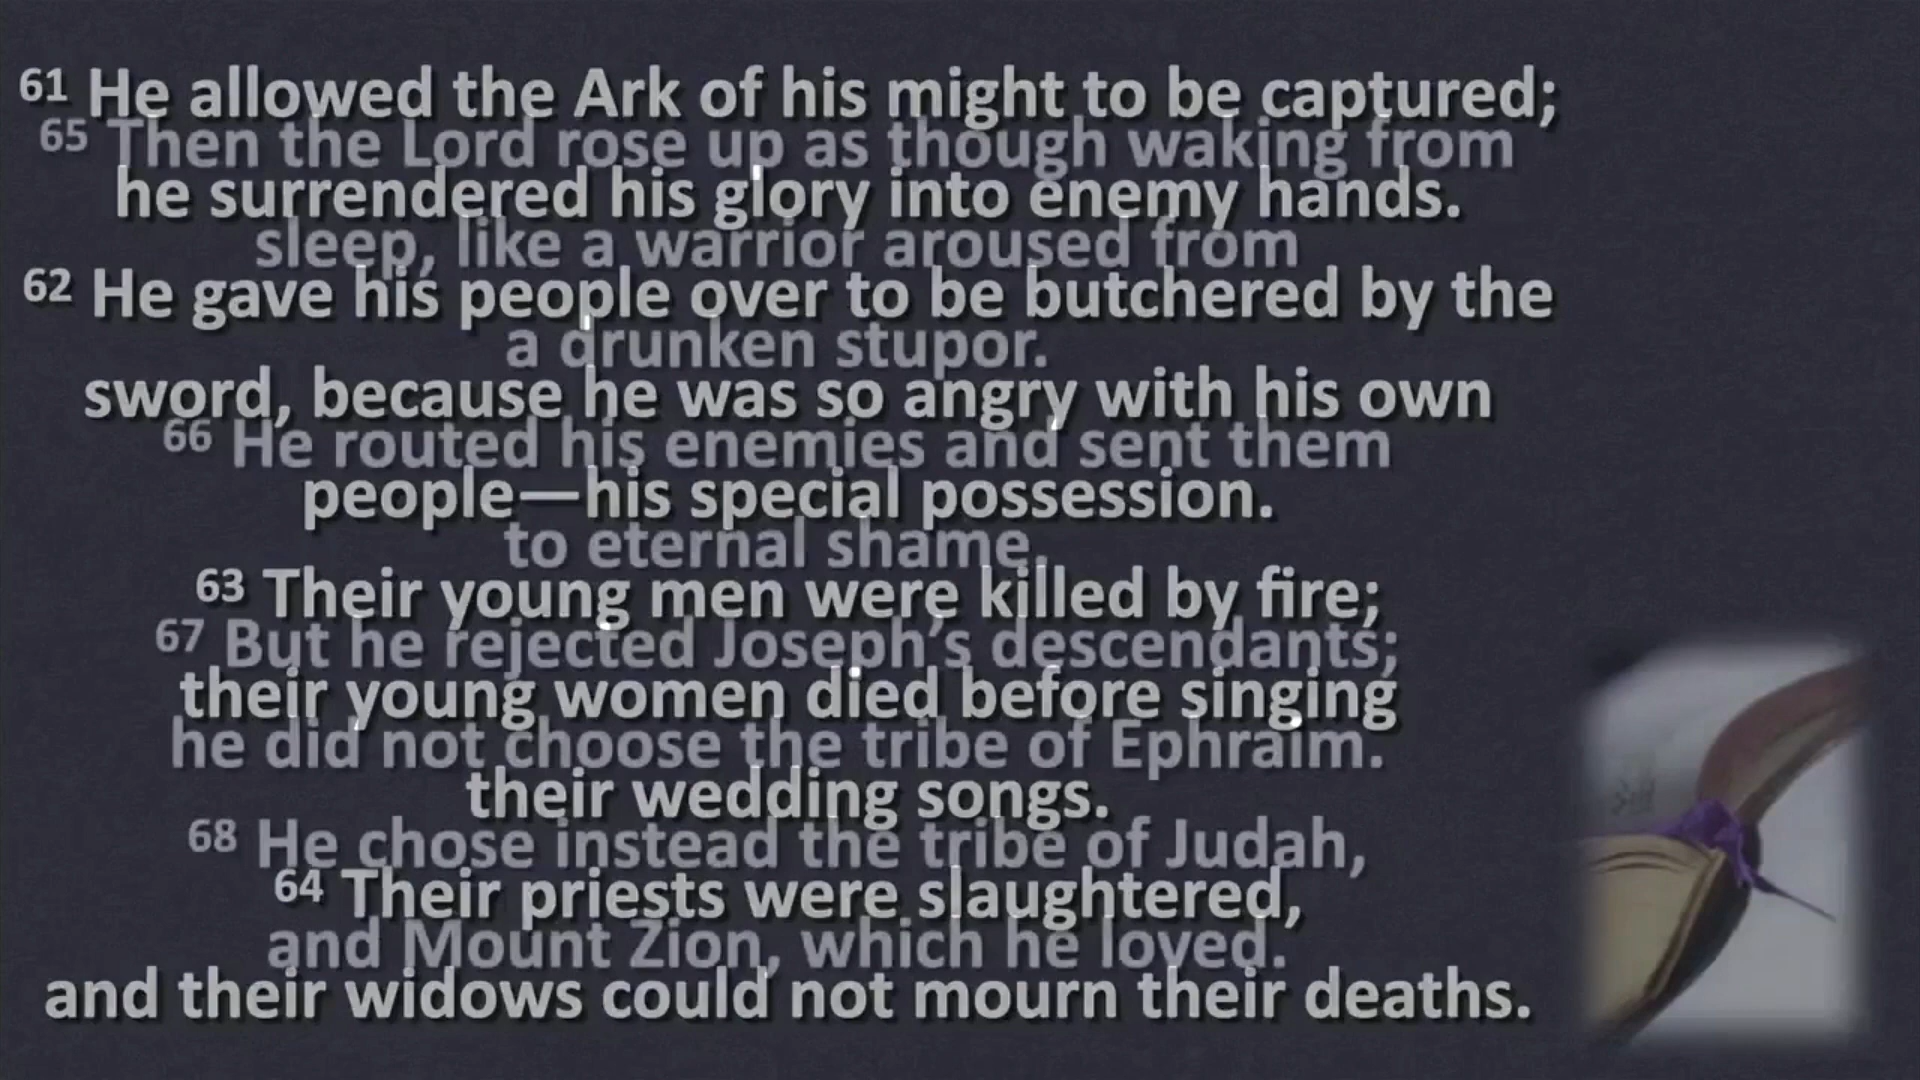 61 He allowed the Ark of his might to be captured;
he surrendered his glory into enemy hands.
62 He gave his people over to be butchered by the
sword, because he was so angry with his own
people—his special possession.
63 Their young men were killed by fire;
their young women died before singing
their wedding songs.
64 Their priests were slaughtered,
and their widows could not mourn their deaths.
65 Then the Lord rose up as though waking from
sleep, like a warrior aroused from
a drunken stupor.
66 He routed his enemies and sent them
to eternal shame.
67 But he rejected Joseph’s descendants;
he did not choose the tribe of Ephraim.
68 He chose instead the tribe of Judah,
and Mount Zion, which he loved.